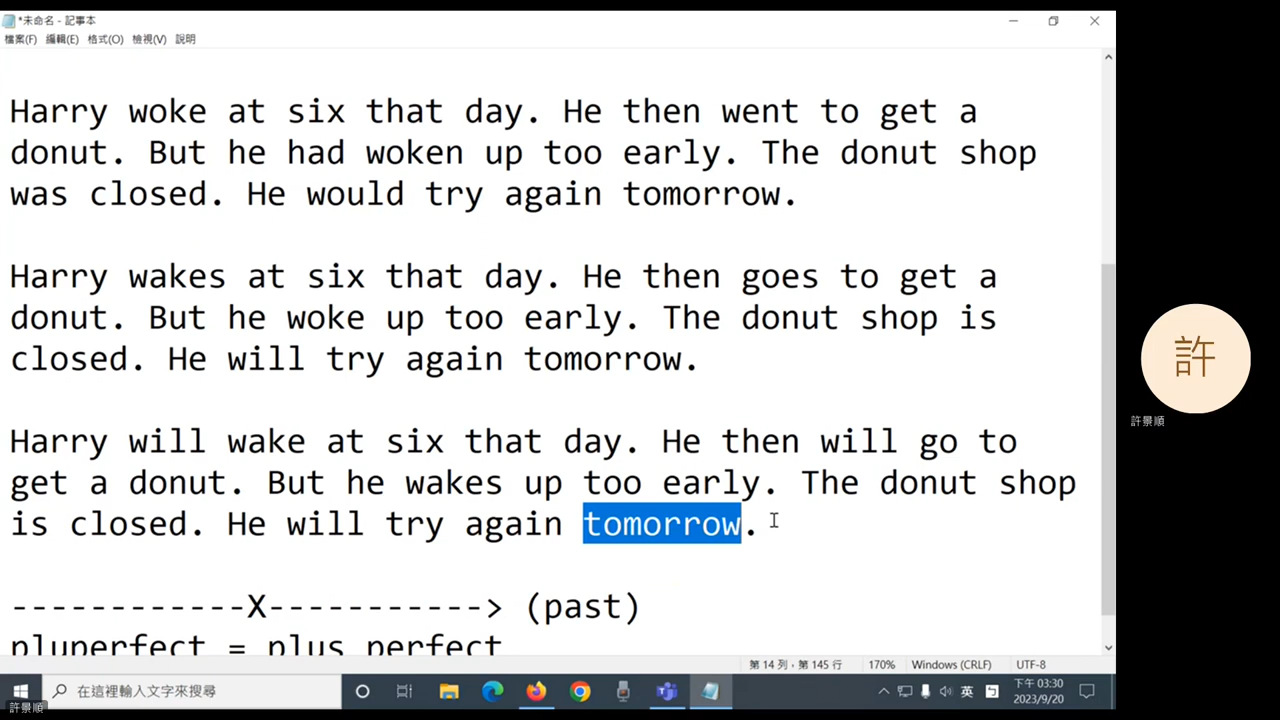 *未命名 - 記事本
檔案(F) 編輯(E) 格式(O) 檢視(V) 說明
Harry woke at six that day. He then went to get a
donut. But he had woken up too early. The donut shop
was closed. He would try again tomorrow.
Harry wakes at six that day. He then goes to get a
donut. But he woke up too early. The donut shop is
closed. He will try again tomorrow.
Harry will wake at six that day. He then will go to
get a donut. But he wakes up too early. The donut shop
is closed. He will try again tomorrow.
------------X-----------> (past)
pluperfect = plus perfect
第 14 列，第 145 行 170% Windows (CRLF) UTF-8
在這裡輸入文字來搜尋
英
下午 03:30
2023/9/20
許景順
許
許景順